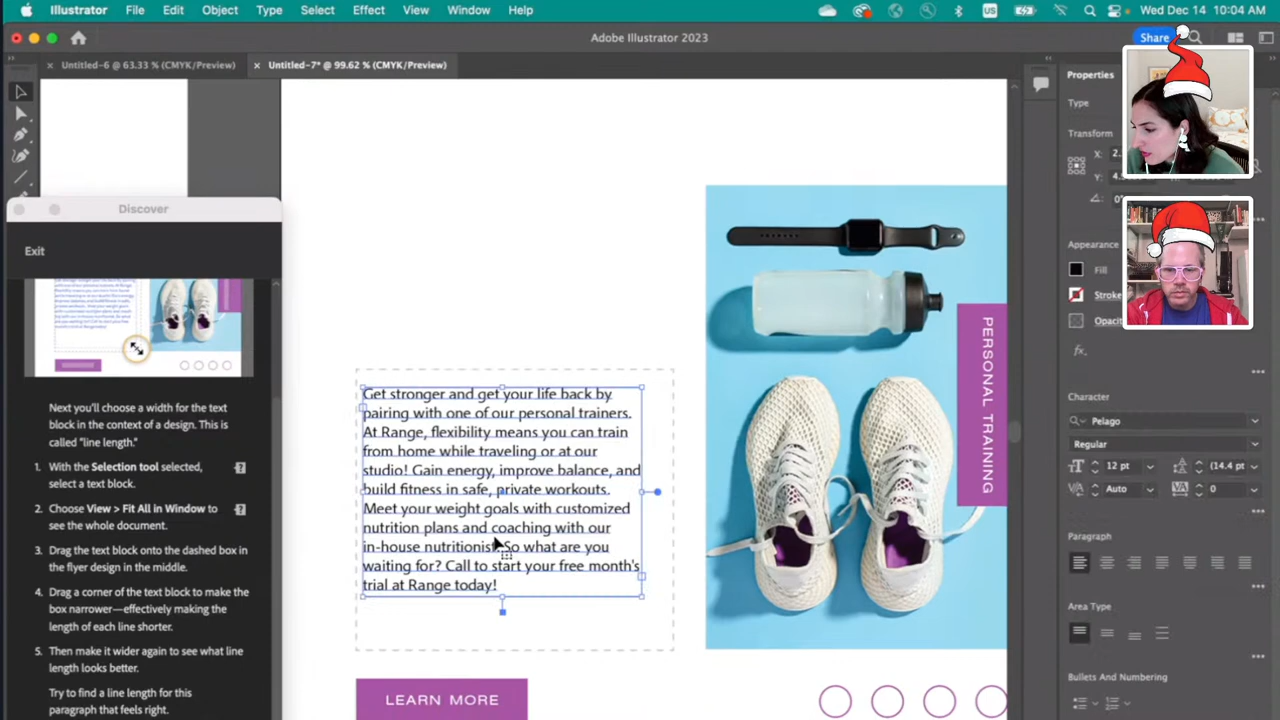 Illustrator File Edit Object Type Select Effect View Window Help
US
Wed Dec 14 10:04 AM
Adobe Illustrator 2023
Share
Untitled-6 @ 63.33 % (CMYK/Preview)
Untitled-7* @ 99.62 % (CMYK/Preview)
Discover
Exit
Next you'll choose a width for the text
block in the context of a design. This is
called "line length."
1. With the Selection tool selected,
select a text block.
2. Choose View > Fit All in Window to
see the whole document.
3. Drag the text block onto the dashed box in
the flyer design in the middle.
4. Drag a corner of the text block to make the
box narrower—effectively making the
length of each line shorter.
5. Then make it wider again to see what line
length looks better.
Try to find a line length for this
paragraph that feels right.
Get stronger and get your life back by
pairing with one of our personal trainers.
At Range, flexibility means you can train
from home while traveling or at our
studio! Gain energy, improve balance, and
build fitness in safe, private workouts.
Meet your weight goals with customized
nutrition plans and coaching with our
in-house nutritionist. So what are you
waiting for? Call to start your free month's
trial at Range today!
LEARN MORE
PERSONAL TRAINING
Properties
Type
Transform
X: 2.
Y: 4.
Appearance
Fill
Stroke
Opac
fx.
Character
Pelago
Regular
12 pt
(14.4 pt
Auto
0
Paragraph
Area Type
Bullets And Numbering